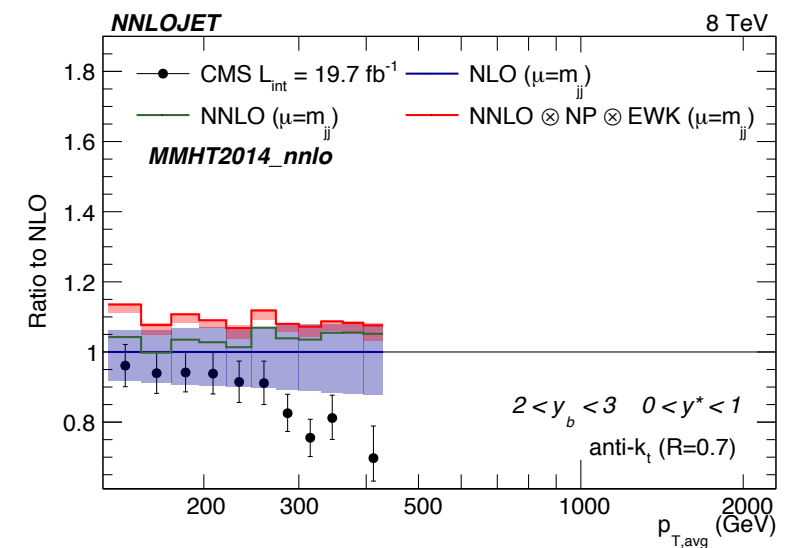 NNLOJET 8 TeV
CMS L_int = 19.7 fb⁻¹ NLO (μ=m_jj)
NNLO (μ=m_jj) NNLO ⊗ NP ⊗ EWK (μ=m_jj)
MMHT2014_nnlo
Ratio to NLO
1.8
1.6
1.4
1.2
1
0.8
2 < y_b < 3 0 < y* < 1
anti-k_t (R=0.7)
200 300 500 1000 2000
p_T,avg (GeV)